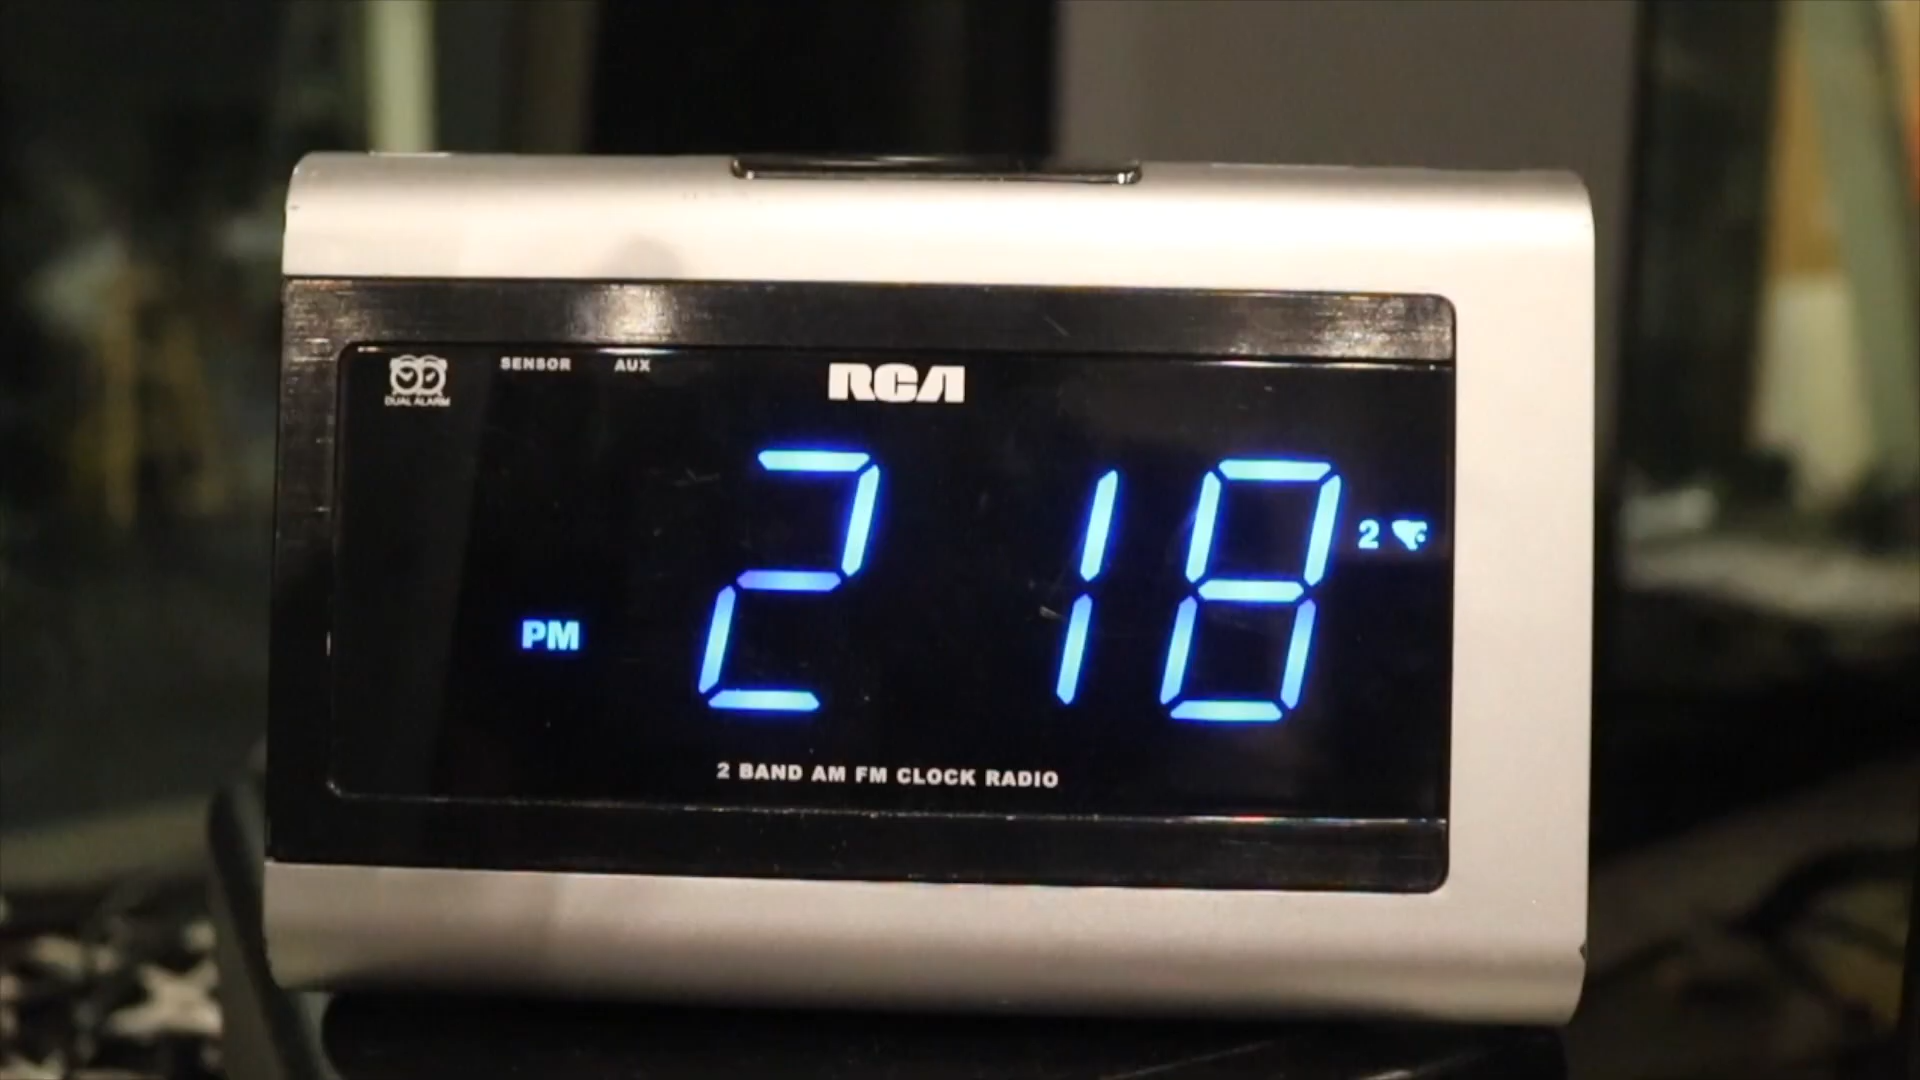 DUAL ALARM
SENSOR AUX
RCA
PM 2 18 2
2 BAND AM FM CLOCK RADIO